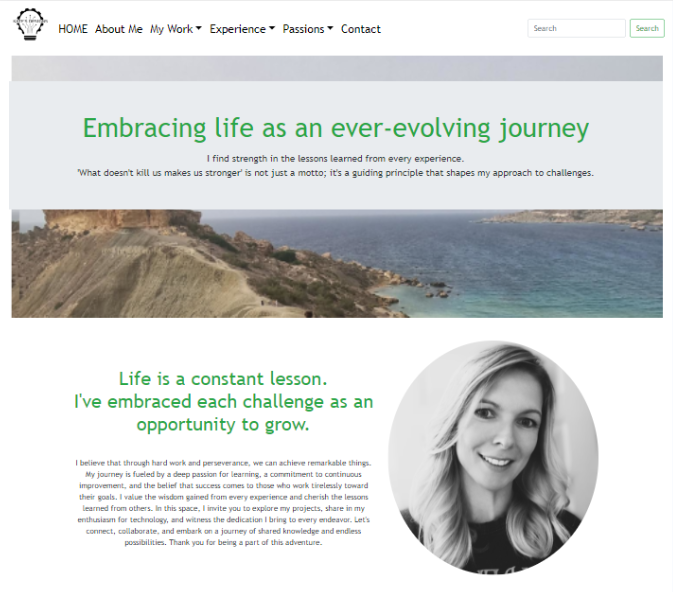 HOME About Me My Work Experience Passions Contact Search Search
Embracing life as an ever-evolving journey
I find strength in the lessons learned from every experience.
'What doesn't kill us makes us stronger' is not just a motto; it's a guiding principle that shapes my approach to challenges.
Life is a constant lesson.
I've embraced each challenge as an
opportunity to grow.
I believe that through hard work and perseverance, we can achieve remarkable things.
My journey is fueled by a deep passion for learning, a commitment to continuous
improvement, and the belief that success comes to those who work tirelessly toward
their goals. I value the wisdom gained from every experience and cherish the lessons
learned from others. In this space, I invite you to explore my projects, share in my
enthusiasm for technology, and witness the dedication I bring to every endeavor. Let's
connect, collaborate, and embark on a journey of shared knowledge and endless
possibilities. Thank you for being a part of this adventure.